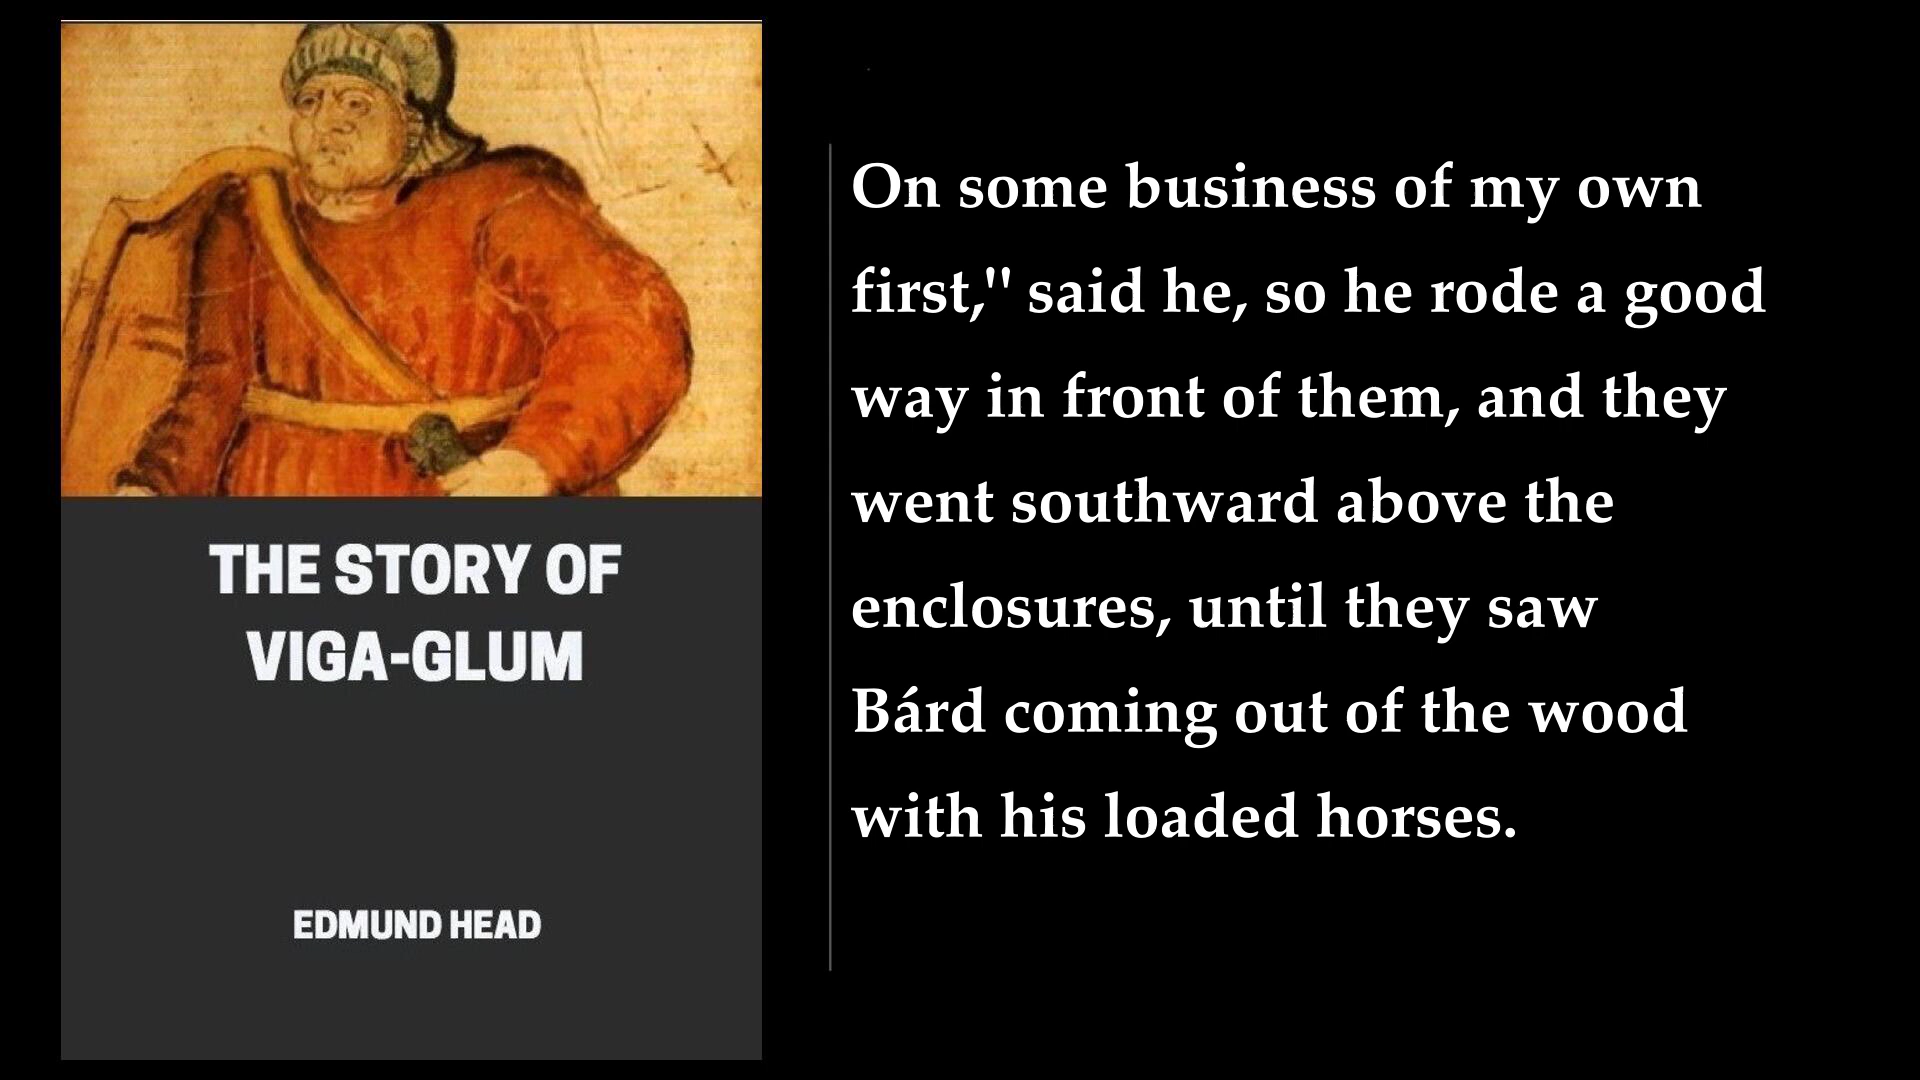 THE STORY OF
VIGA-GLUM
EDMUND HEAD
On some business of my own
first," said he, so he rode a good
way in front of them, and they
went southward above the
enclosures, until they saw
Bárd coming out of the wood
with his loaded horses.